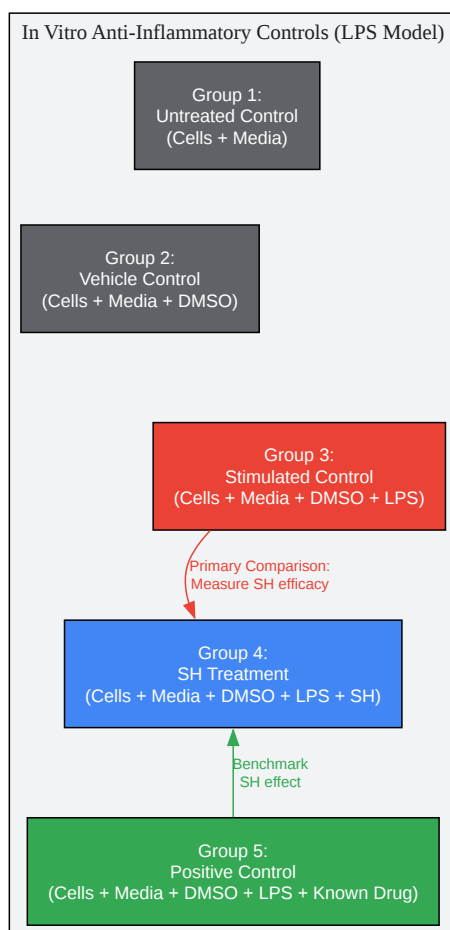 In Vitro Anti-Inflammatory Controls (LPS Model)
Group 1:
Untreated Control
(Cells + Media)
Group 2:
Vehicle Control
(Cells + Media + DMSO)
Group 3:
Stimulated Control
(Cells + Media + DMSO + LPS)
Primary Comparison:
Measure SH efficacy
Group 4:
SH Treatment
(Cells + Media + DMSO + LPS + SH)
Benchmark
SH effect
Group 5:
Positive Control
(Cells + Media + DMSO + LPS + Known Drug)